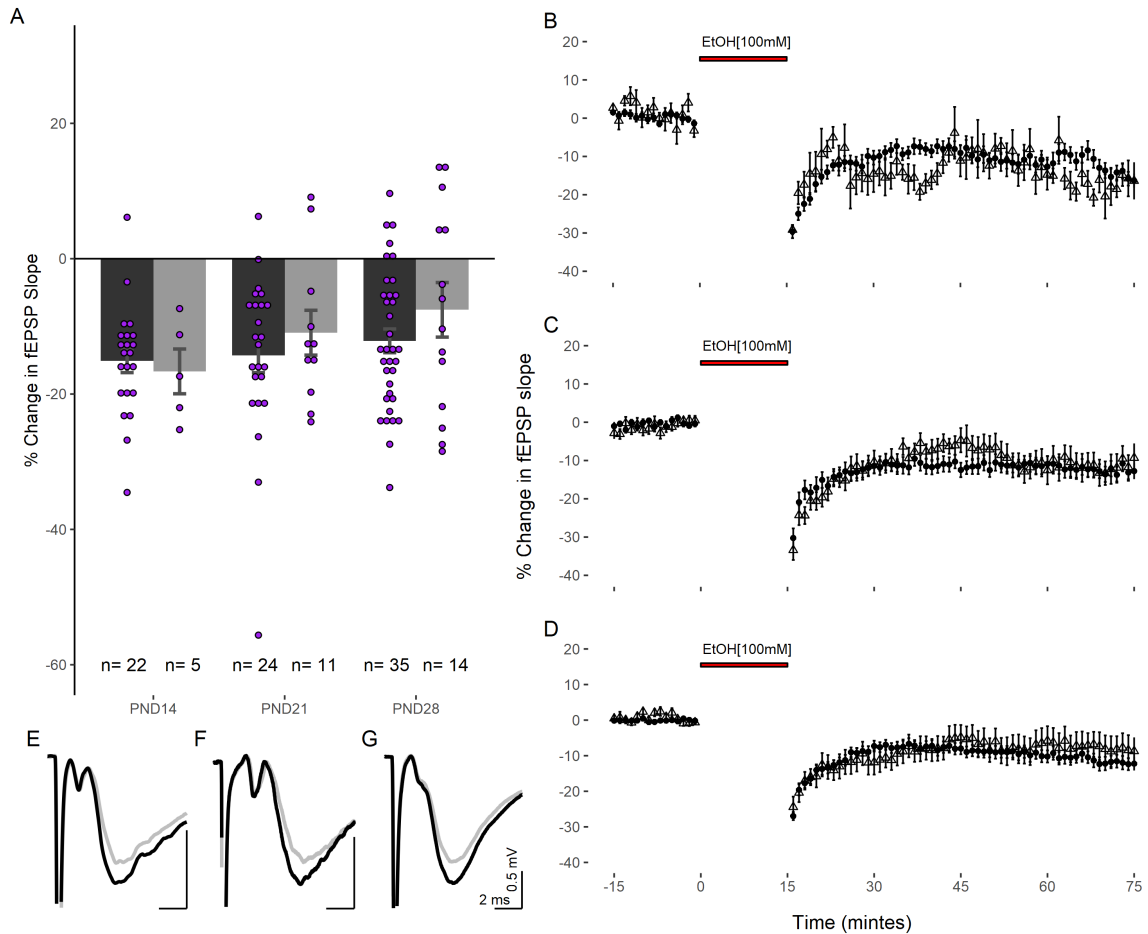 A
% Change in fEPSP Slope
20
0
-20
-40
-60
n= 22
n= 5
n= 24
n= 11
n= 35
n= 14
PND14
PND21
PND28
B
EtOH[100mM]
20
10
0
-10
-20
-30
-40
C
EtOH[100mM]
20
10
0
-10
-20
-30
-40
% Change in fEPSP slope
D
EtOH[100mM]
20
10
0
-10
-20
-30
-40
-15
0
15
30
45
60
75
Time (mintes)
E
F
G
0.5 mV
2 ms